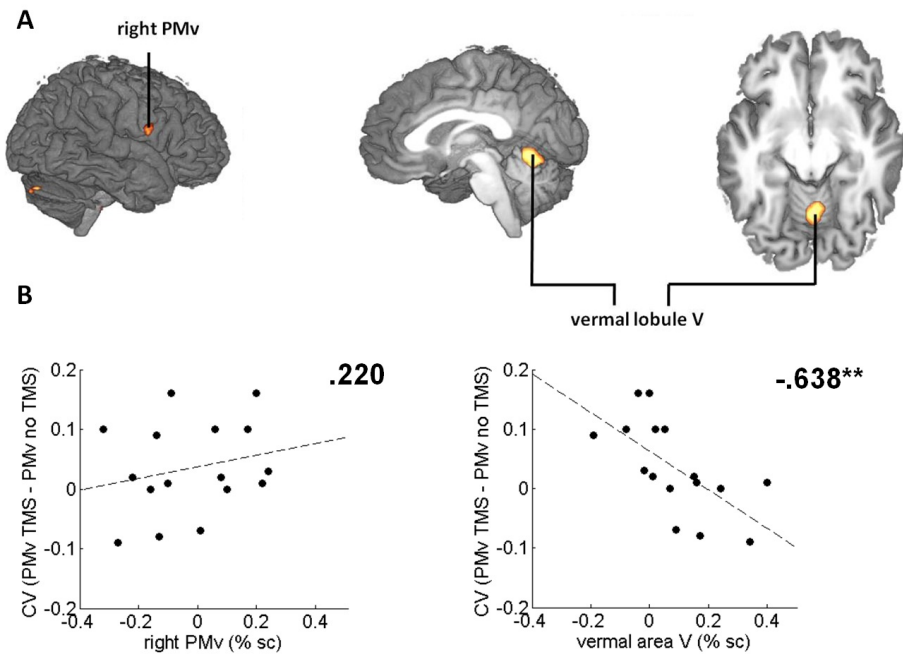 A
right PMv
vermal lobule V
B
0.2
0.1
0
-0.1
-0.2
CV (PMv TMS - PMv no TMS)
.220
-0.4
-0.2
0
0.2
0.4
right PMv (% sc)
0.2
0.1
0
-0.1
-0.2
CV (PMv TMS - PMv no TMS)
-.638**
-0.4
-0.2
0
0.2
0.4
vermal area V (% sc)